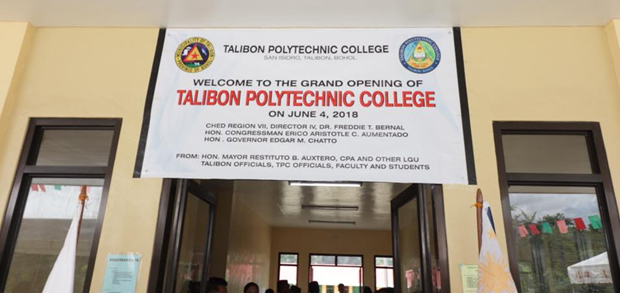 TALIBON POLYTECHNIC COLLEGE
SAN ISIDRO, TALIBON, BOHOL
WELCOME TO THE GRAND OPENING OF
TALIBON POLYTECHNIC COLLEGE
ON JUNE 4, 2018
CHED REGION VII, DIRECTOR IV, DR. FREDDIE T. BERNAL
HON. CONGRESSMAN ERICO ARISTOTLE C. AUMENTADO
HON . GOVERNOR EDGAR M. CHATTO
FROM: HON. MAYOR RESTITUTO B. AUXTERO, CPA AND OTHER LGU
TALIBON OFFICIALS, TPC OFFICIALS, FACULTY AND STUDENTS